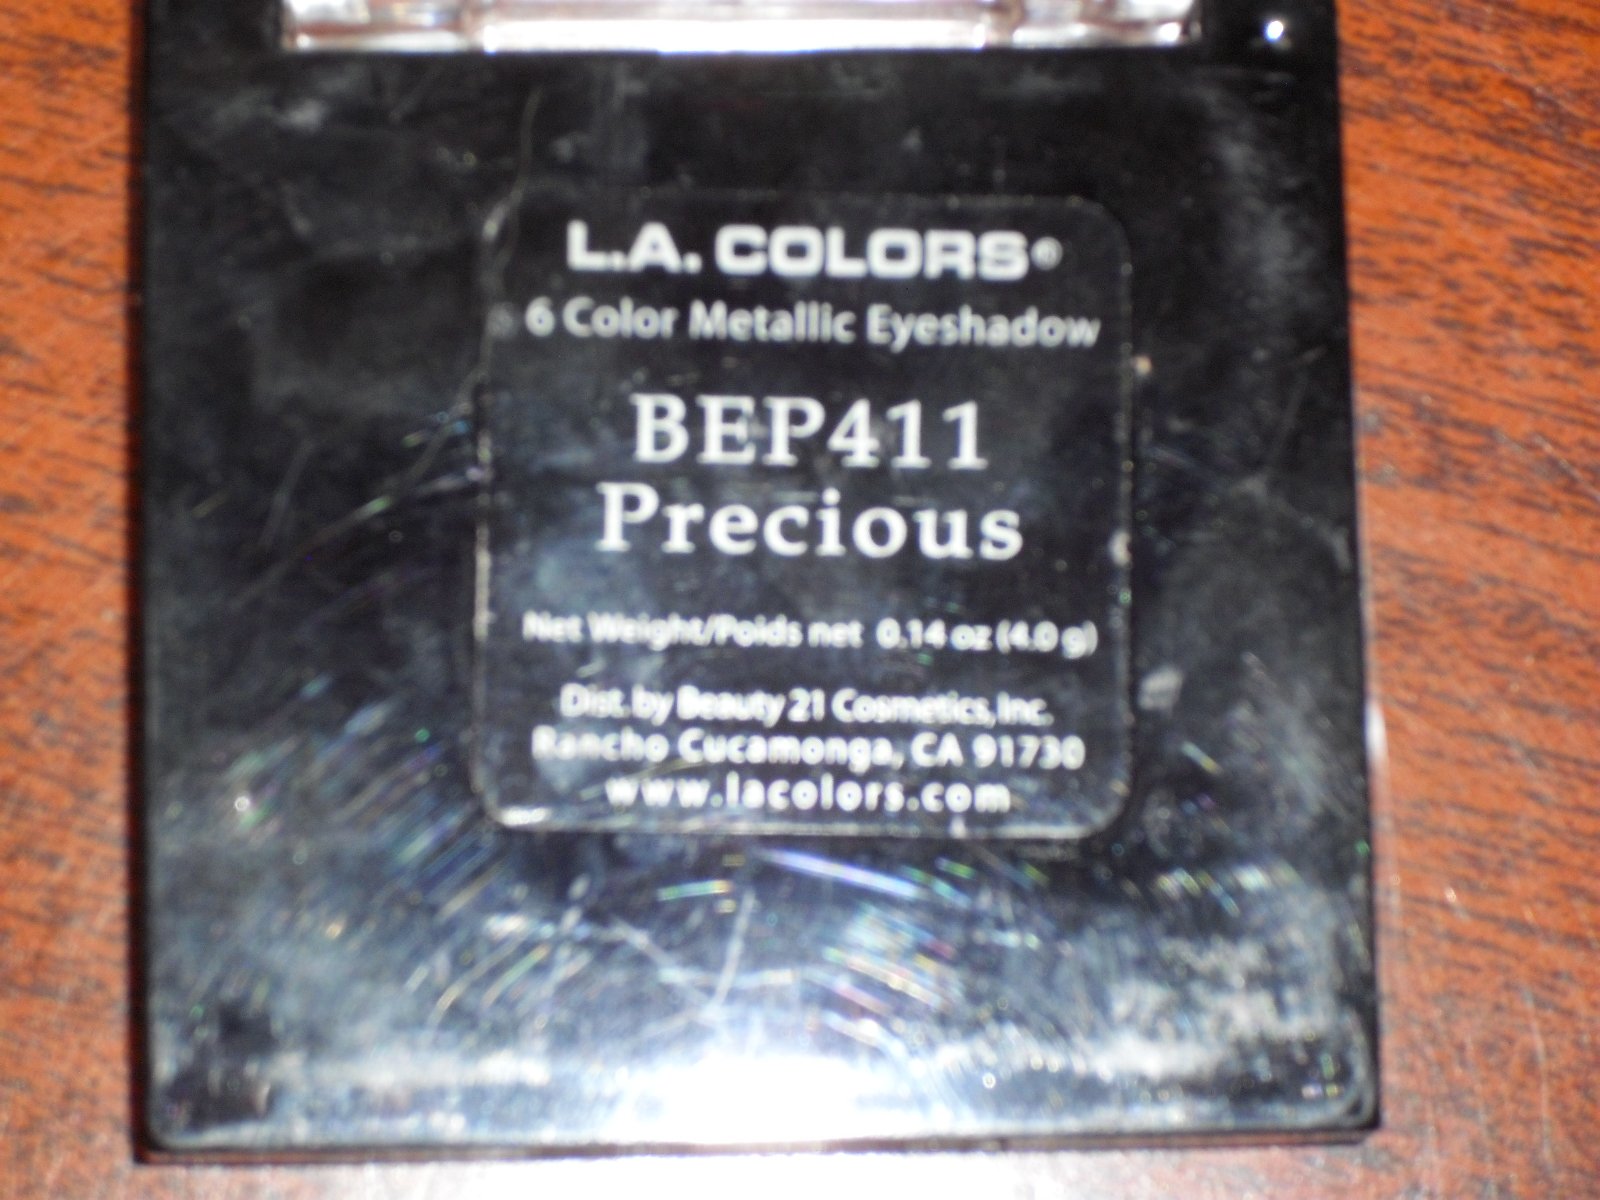 L.A. COLORS®
6 Color Metallic Eyeshadow
BEP411
Precious
Net Weight/Poids net 0.14 oz (4.0 g)
Dist. by Beauty 21 Cosmetics, Inc.
Rancho Cucamonga, CA 91730
www.lacolors.com